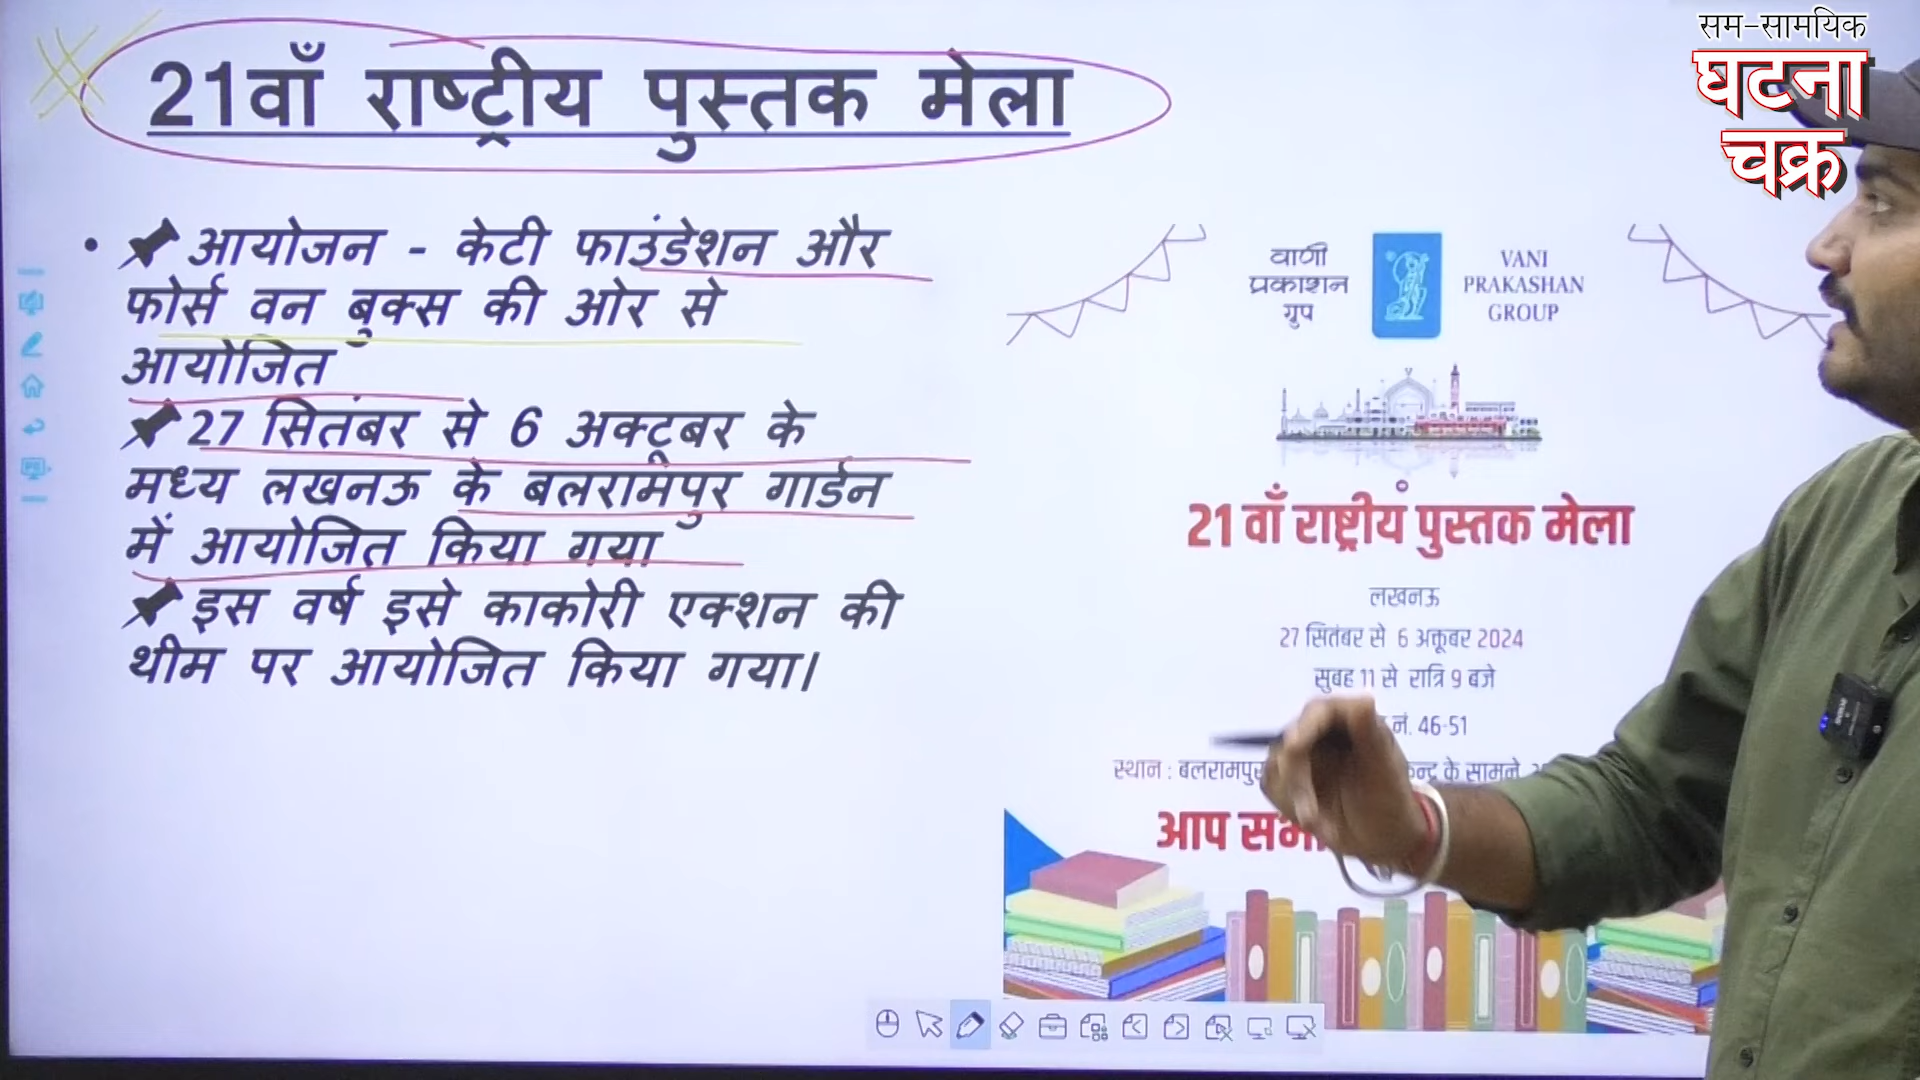 सम-सामयिक
घटना
चक्र
21वाँ राष्ट्रीय पुस्तक मेला
• आयोजन - केटी फाउंडेशन और
फोर्स वन बुक्स की ओर से
आयोजित
27 सितंबर से 6 अक्टूबर के
मध्य लखनऊ के बलरामपुर गार्डन
में आयोजित किया गया
इस वर्ष इसे काकोरी एक्शन की
थीम पर आयोजित किया गया।
वाणी
प्रकाशन
ग्रुप
VANI
PRAKASHAN
GROUP
21 वाँ राष्ट्रीय पुस्तक मेला
लखनऊ
27 सितंबर से 6 अक्टूबर 2024
सुबह 11 से रात्रि 9 बजे
नं. 46-51
स्थान : बलरामपुर के सामने
आप